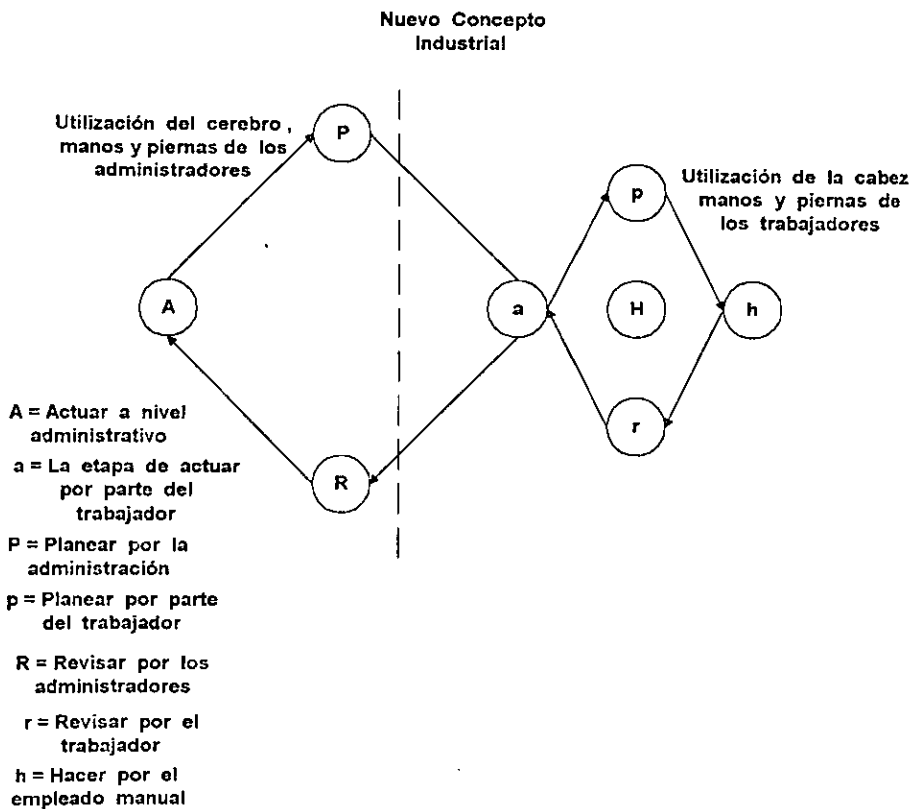 Nuevo Concepto
Industrial
Utilización del cerebro ,
manos y piernas de los
administradores
P
Utilización de la cabez
manos y piernas de
los trabajadores
p
A
a
H
h
r
R
A = Actuar a nivel
administrativo
a = La etapa de actuar
por parte del
trabajador
P = Planear por la
administración
p = Planear por parte
del trabajador
R = Revisar por los
administradores
r = Revisar por el
trabajador
h = Hacer por el
empleado manual